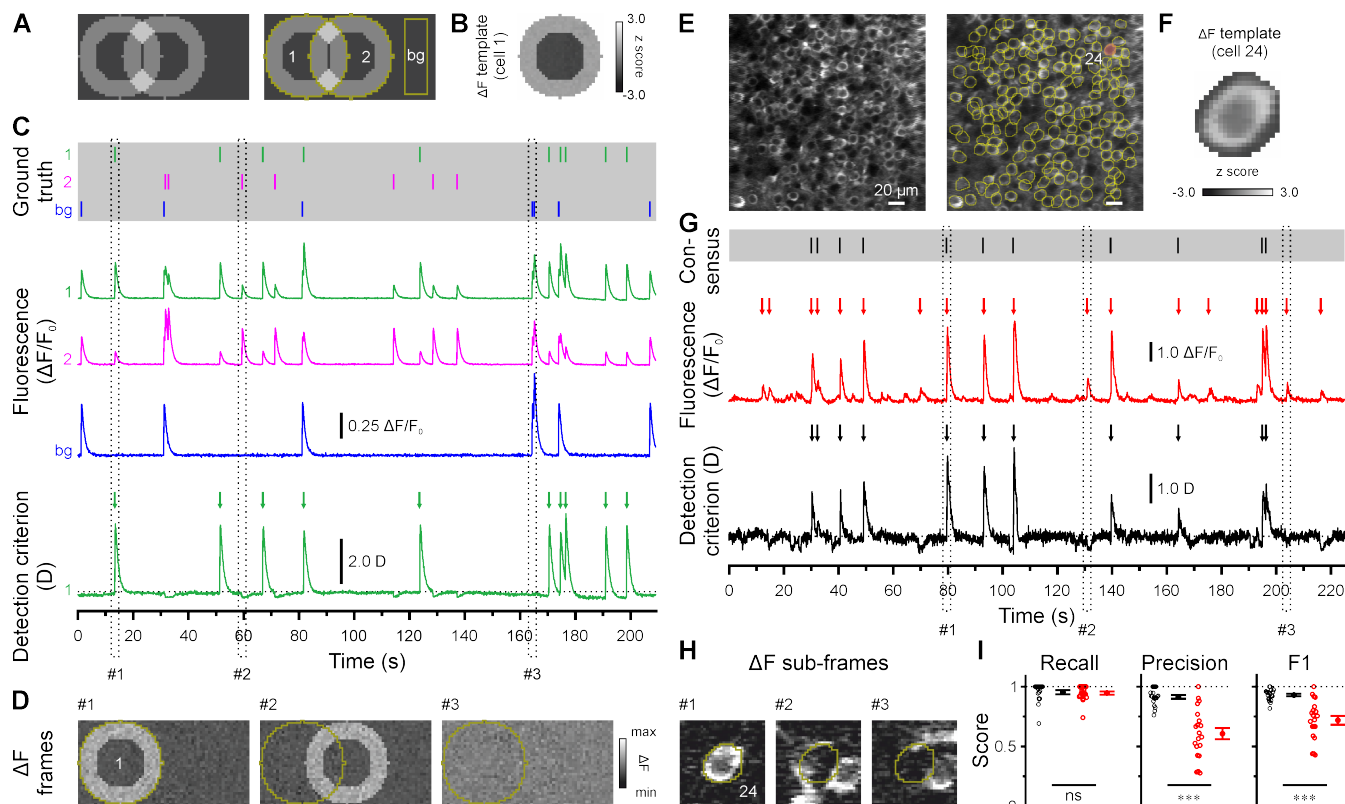 A
1
2
bg
B
ΔF template
(cell 1)
3.0
z score
-3.0
C
Ground
truth
1
2
bg
Fluorescence
(ΔF/F0)
1
2
bg
0.25 ΔF/F0
Detection criterion
(D)
1
2.0 D
0 20 40 60 80 100 120 140 160 180 200
Time (s)
#1
#2
#3
D
ΔF
frames
#1
1
#2
#3
max
ΔF
min
E
20 µm
24
F
ΔF template
(cell 24)
z score
-3.0 3.0
G
Con-
sensus
Fluorescence
(ΔF/F0)
1.0 ΔF/F0
Detection
criterion (D)
1.0 D
0 20 40 60 80 100 120 140 160 180 200 220
Time (s)
#1
#2
#3
H
ΔF sub-frames
#1
24
#2
#3
I
Recall
Precision
F1
Score
1
0.5
0
ns
***
***
1
1